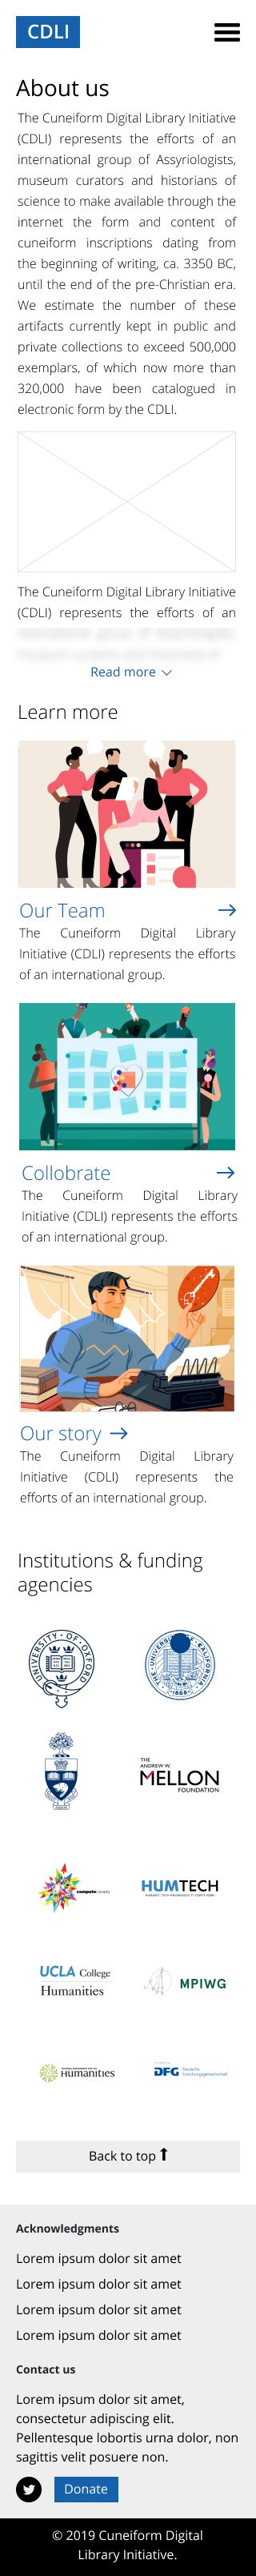 CDLI
About us
The Cuneiform Digital Library Initiative
(CDLI) represents the efforts of an
international group of Assyriologists,
museum curators and historians of
science to make available through the
internet the form and content of
cuneiform inscriptions dating from
the beginning of writing, ca. 3350 BC,
until the end of the pre-Christian era.
We estimate the number of these
artifacts currently kept in public and
private collections to exceed 500,000
exemplars, of which now more than
320,000 have been catalogued in
electronic form by the CDLI.
The Cuneiform Digital Library Initiative
(CDLI) represents the efforts of an
Read more
Learn more
Our Team
The Cuneiform Digital Library
Initiative (CDLI) represents the efforts
of an international group.
Collobrate
The Cuneiform Digital Library
Initiative (CDLI) represents the efforts
of an international group.
Our story
The Cuneiform Digital Library
Initiative (CDLI) represents the
efforts of an international group.
Institutions & funding
agencies
UNIVERSITY OF OXFORD
THE
ANDREW W.
MELLON
FOUNDATION
compute
HUMTECH
UCLA College
Humanities
MPIWG
Humanities
DFG Deutsche
Forschungsgemeinschaft
Back to top
Acknowledgments
Lorem ipsum dolor sit amet
Lorem ipsum dolor sit amet
Lorem ipsum dolor sit amet
Lorem ipsum dolor sit amet
Contact us
Lorem ipsum dolor sit amet,
consectetur adipiscing elit.
Pellentesque lobortis urna dolor, non
sagittis velit posuere non.
Donate
© 2019 Cuneiform Digital
Library Initiative.